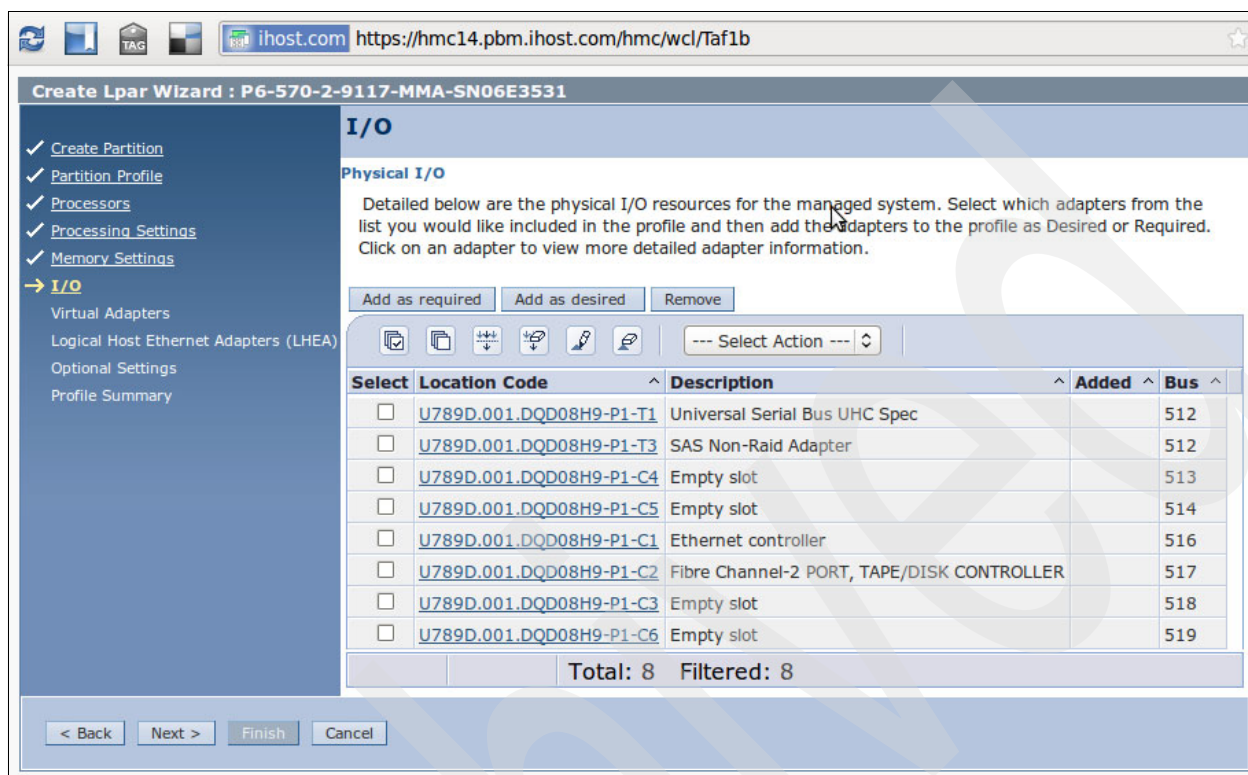 TAG
ihost.com https://hmc14.pbm.ihost.com/hmc/wcl/Taf1b
Create Lpar Wizard : P6-570-2-9117-MMA-SN06E3531
Create Partition
Partition Profile
Processors
Processing Settings
Memory Settings
I/O
Virtual Adapters
Logical Host Ethernet Adapters (LHEA)
Optional Settings
Profile Summary
I/O
Physical I/O
Detailed below are the physical I/O resources for the managed system. Select which adapters from the
list you would like included in the profile and then add the adapters to the profile as Desired or Required.
Click on an adapter to view more detailed adapter information.
Add as required Add as desired Remove
--- Select Action ---
Select Location Code ^ Description ^ Added ^ Bus ^
U789D.001.DQD08H9-P1-T1 Universal Serial Bus UHC Spec 512
U789D.001.DQD08H9-P1-T3 SAS Non-Raid Adapter 512
U789D.001.DQD08H9-P1-C4 Empty slot 513
U789D.001.DQD08H9-P1-C5 Empty slot 514
U789D.001.DQD08H9-P1-C1 Ethernet controller 516
U789D.001.DQD08H9-P1-C2 Fibre Channel-2 PORT, TAPE/DISK CONTROLLER 517
U789D.001.DQD08H9-P1-C3 Empty slot 518
U789D.001.DQD08H9-P1-C6 Empty slot 519
Total: 8 Filtered: 8
< Back Next > Finish Cancel